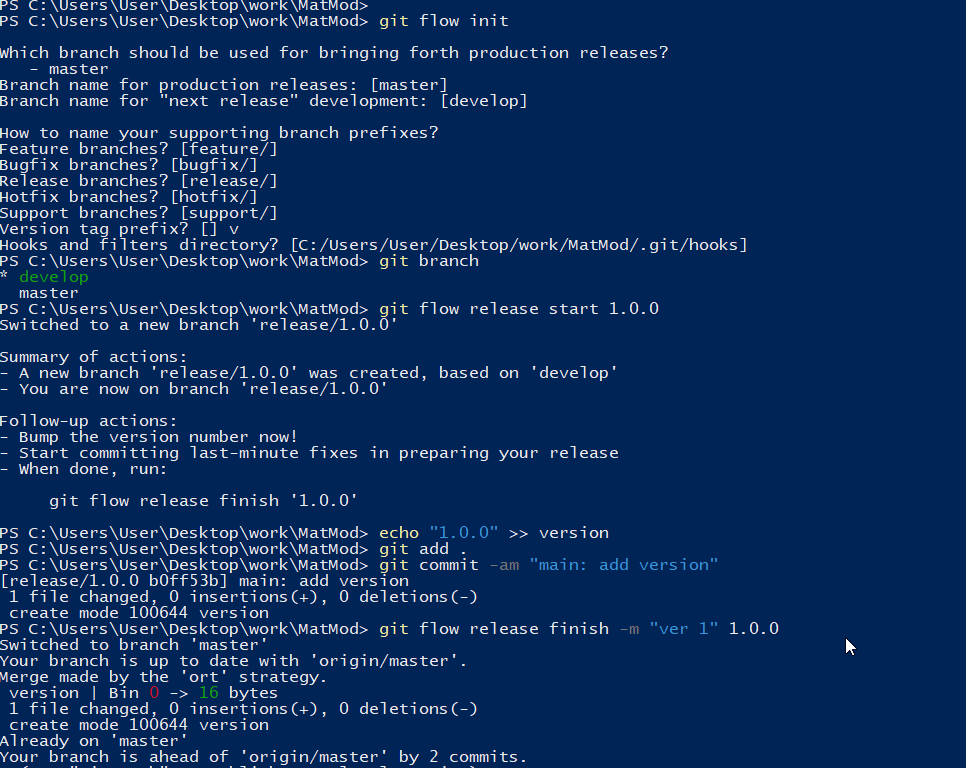 PS C:\Users\User\Desktop\work\MatMod>
PS C:\Users\User\Desktop\work\MatMod> git flow init
Which branch should be used for bringing forth production releases?
   - master
Branch name for production releases: [master]
Branch name for "next release" development: [develop]
How to name your supporting branch prefixes?
Feature branches? [feature/]
Bugfix branches? [bugfix/]
Release branches? [release/]
Hotfix branches? [hotfix/]
Support branches? [support/]
Version tag prefix? [] v
Hooks and filters directory? [C:/Users/User/Desktop/work/MatMod/.git/hooks]
PS C:\Users\User\Desktop\work\MatMod> git branch
* develop
  master
PS C:\Users\User\Desktop\work\MatMod> git flow release start 1.0.0
Switched to a new branch 'release/1.0.0'
Summary of actions:
- A new branch 'release/1.0.0' was created, based on 'develop'
- You are now on branch 'release/1.0.0'
Follow-up actions:
- Bump the version number now!
- Start committing last-minute fixes in preparing your release
- When done, run:
     git flow release finish '1.0.0'
PS C:\Users\User\Desktop\work\MatMod> echo "1.0.0" >> version
PS C:\Users\User\Desktop\work\MatMod> git add .
PS C:\Users\User\Desktop\work\MatMod> git commit -am "main: add version"
[release/1.0.0 b0ff53b] main: add version
 1 file changed, 0 insertions(+), 0 deletions(-)
 create mode 100644 version
PS C:\Users\User\Desktop\work\MatMod> git flow release finish -m "ver 1" 1.0.0
Switched to branch 'master'
Your branch is up to date with 'origin/master'.
Merge made by the 'ort' strategy.
 version | Bin 0 -> 16 bytes
 1 file changed, 0 insertions(+), 0 deletions(-)
 create mode 100644 version
Already on 'master'
Your branch is ahead of 'origin/master' by 2 commits.